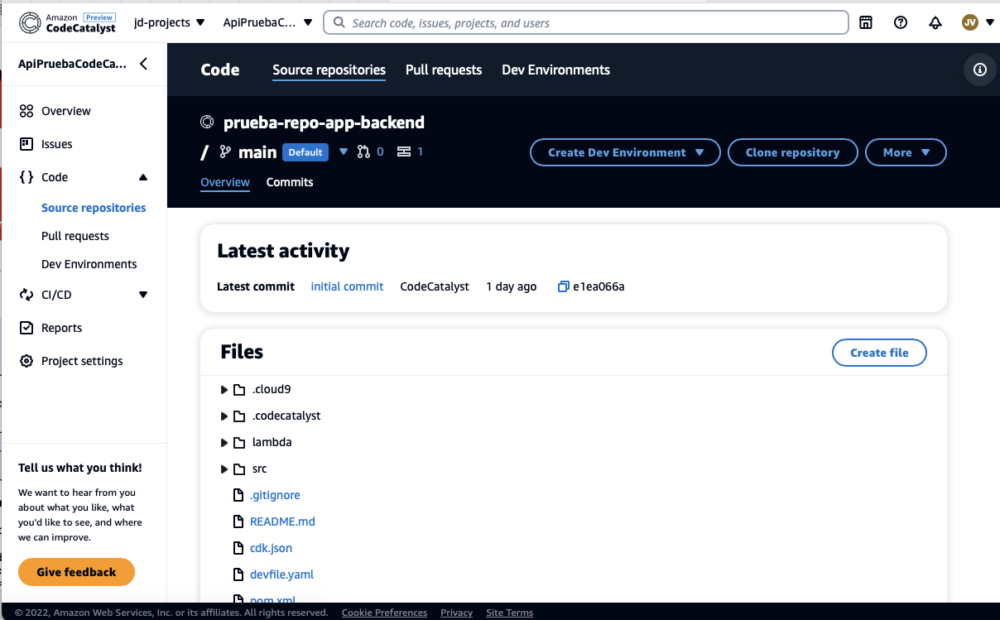 Amazon Preview
CodeCatalyst
jd-projects
ApiPruebaC...
Search code, issues, projects, and users
JV
ApiPruebaCodeCa...
Overview
Issues
Code
Source repositories
Pull requests
Dev Environments
CI/CD
Reports
Project settings
Tell us what you think!
We want to hear from you
about what you like, what
you'd like to see, and where
we can improve.
Give feedback
Code
Source repositories
Pull requests
Dev Environments
prueba-repo-app-backend
/ main Default 0 1
Create Dev Environment
Clone repository
More
Overview
Commits
Latest activity
Latest commit initial commit CodeCatalyst 1 day ago e1ea066a
Files
Create file
.cloud9
.codecatalyst
lambda
src
.gitignore
README.md
cdk.json
devfile.yaml
pom.xml
© 2022, Amazon Web Services, Inc. or its affiliates. All rights reserved. Cookie Preferences Privacy Site Terms